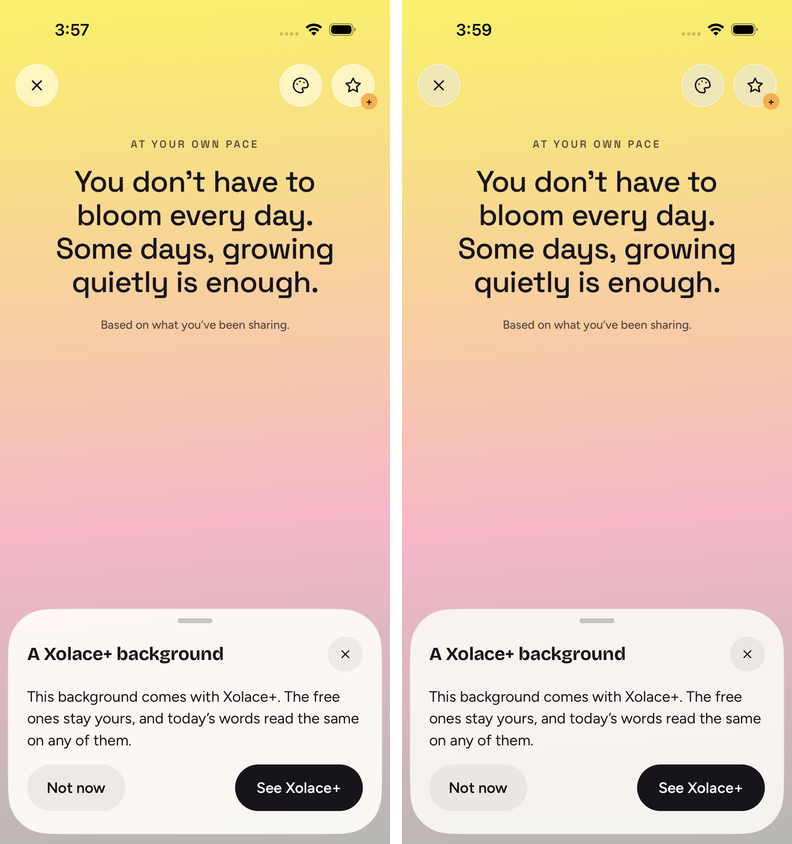 3:57
AT YOUR OWN PACE
You don’t have to
bloom every day.
Some days, growing
quietly is enough.
Based on what you’ve been sharing.
A Xolace+ background
This background comes with Xolace+. The free
ones stay yours, and today’s words read the same
on any of them.
Not now
See Xolace+
3:59
AT YOUR OWN PACE
You don’t have to
bloom every day.
Some days, growing
quietly is enough.
Based on what you’ve been sharing.
A Xolace+ background
This background comes with Xolace+. The free
ones stay yours, and today’s words read the same
on any of them.
Not now
See Xolace+